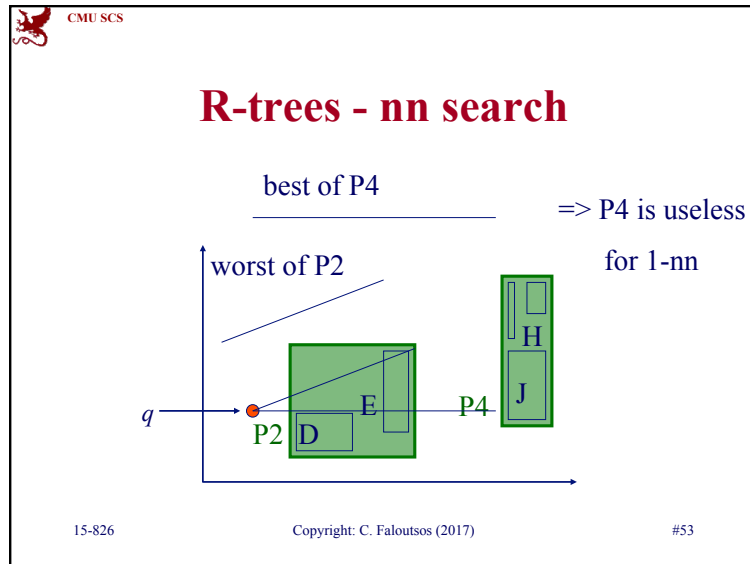 CMU SCS
R-trees - nn search
best of P4
=> P4 is useless
for 1-nn
worst of P2
H
J
E
P4
q
P2
D
15-826
Copyright: C. Faloutsos (2017)
#53